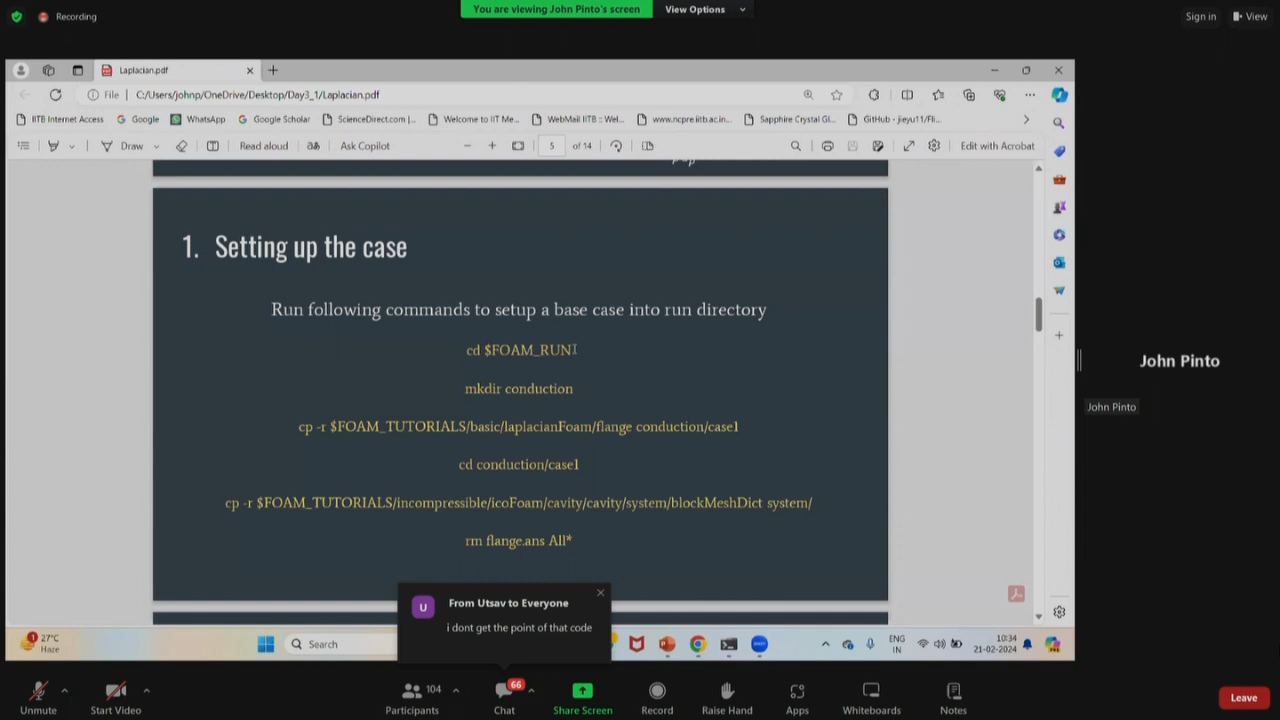 Recording
You are viewing John Pinto's screen
View Options
Sign in
View
Laplacian.pdf
File
C:/Users/johnp/OneDrive/Desktop/Day3_1/Laplacian.pdf
IITB Internet Access
Google
WhatsApp
Google Scholar
ScienceDirect.com |...
Welcome to IIT Me...
WebMail IITB :: Wel...
www.ncpre.iitb.ac.in...
Sapphire Crystal Gl...
GitHub - jieyu11/Fli...
Draw
Read aloud
Ask Copilot
5
of 14
Edit with Acrobat
1. Setting up the case
Run following commands to setup a base case into run directory
cd $FOAM_RUN
mkdir conduction
cp -r $FOAM_TUTORIALS/basic/laplacianFoam/flange conduction/case1
cd conduction/case1
cp -r $FOAM_TUTORIALS/incompressible/icoFoam/cavity/cavity/system/blockMeshDict system/
rm flange.ans All*
John Pinto
John Pinto
U
From Utsav to Everyone
i dont get the point of that code
1
27°C
Haze
Search
ENG
IN
10:34
21-02-2024
Unmute
Start Video
104
Participants
66
Chat
Share Screen
Record
Raise Hand
Apps
Whiteboards
Notes
Leave